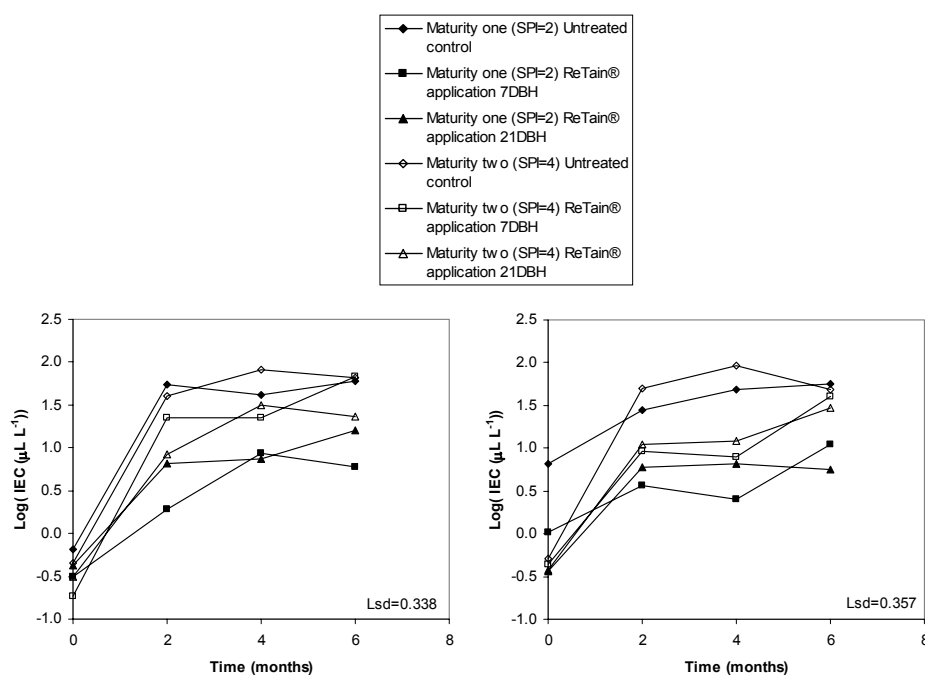 Maturity one (SPI=2) Untreated
control
Maturity one (SPI=2) ReTain®
application 7DBH
Maturity one (SPI=2) ReTain®
application 21DBH
Maturity two (SPI=4) Untreated
control
Maturity two (SPI=4) ReTain®
application 7DBH
Maturity two (SPI=4) ReTain®
application 21DBH
Log( IEC (μL L⁻¹))
2.5
2.0
1.5
1.0
0.5
0.0
-0.5
-1.0
Lsd=0.338
0 2 4 6 8
Time (months)
Log( IEC (μL L⁻¹))
2.5
2.0
1.5
1.0
0.5
0.0
-0.5
-1.0
Lsd=0.357
0 2 4 6 8
Time (months)